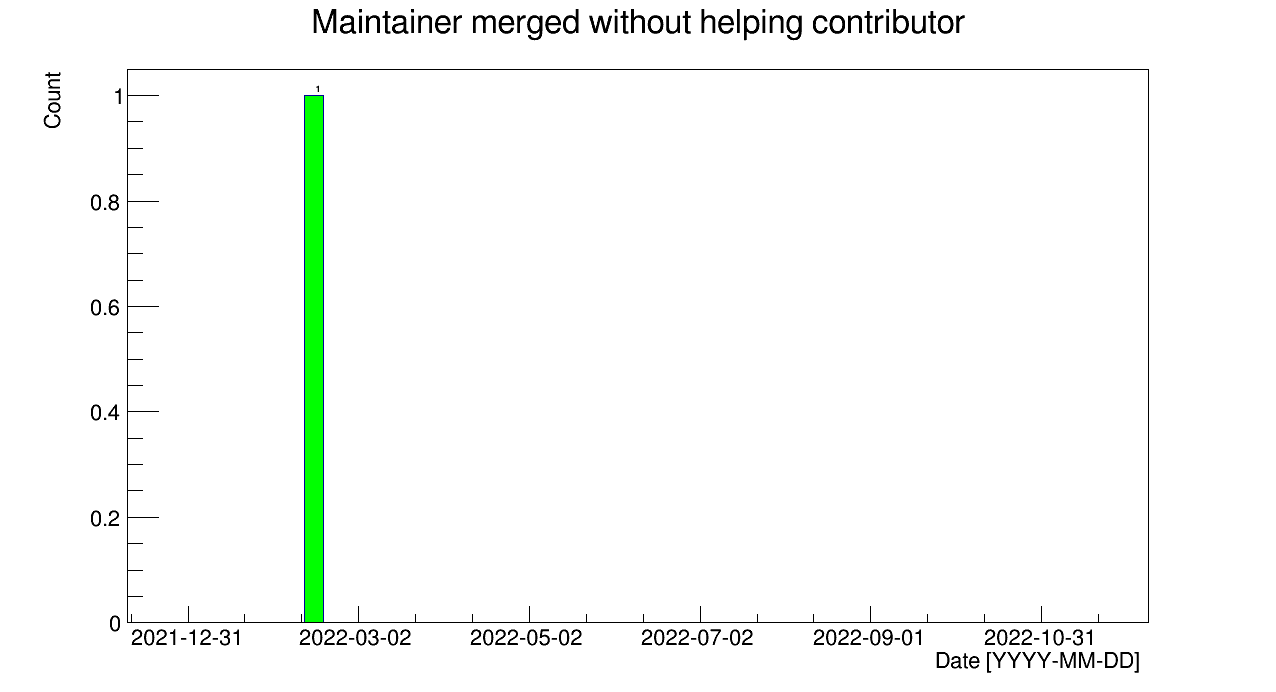 Maintainer merged without helping contributor
Count
1
1
0.8
0.6
0.4
0.2
0
2021-12-31 2022-03-02 2022-05-02 2022-07-02 2022-09-01 2022-10-31
Date [YYYY-MM-DD]